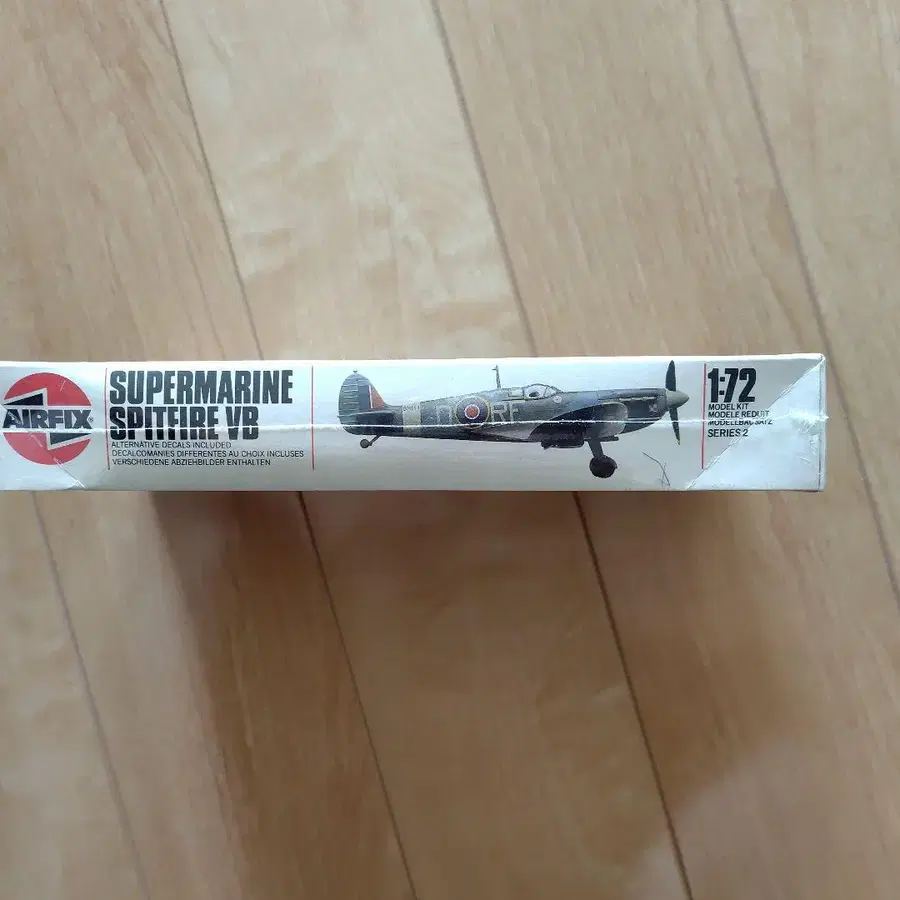 AIRFIX
SUPERMARINE
SPITFIRE VB
ALTERNATIVE DECALS INCLUDED
DECALCOMANIES DIFFERENTES AU CHOIX INCLUSES
VERSCHIEDENE ABZIEHBILDER ENTHALTEN
D RF
1:72
MODEL KIT
MODELE REDUIT
MODELLBAUSATZ
SERIES 2